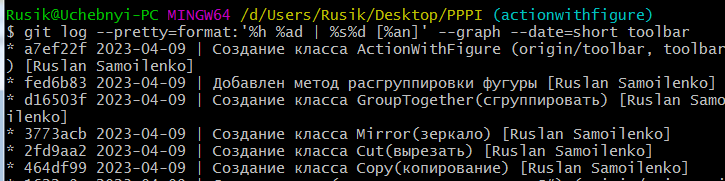 Rusik@Uchebnyi-PC MINGW64 /d/Users/Rusik/Desktop/PPPI (actionwithfigure)
$ git log --pretty=format:'%h %ad | %s%d [%an]' --graph --date=short toolbar
* a7ef22f 2023-04-09 | Создание класса ActionWithFigure (origin/toolbar, toolbar
) [Ruslan Samoilenko]
* fed6b83 2023-04-09 | Добавлен метод расгруппировки фугуры [Ruslan Samoilenko]
* d16503f 2023-04-09 | Создание класса GroupTogether(сгруппировать) [Ruslan Samo
ilenko]
* 3773acb 2023-04-09 | Создание класса Mirror(зеркало) [Ruslan Samoilenko]
* 2fd9aa2 2023-04-09 | Создание класса Cut(вырезать) [Ruslan Samoilenko]
* 464df99 2023-04-09 | Создание класса Copy(копирование) [Ruslan Samoilenko]